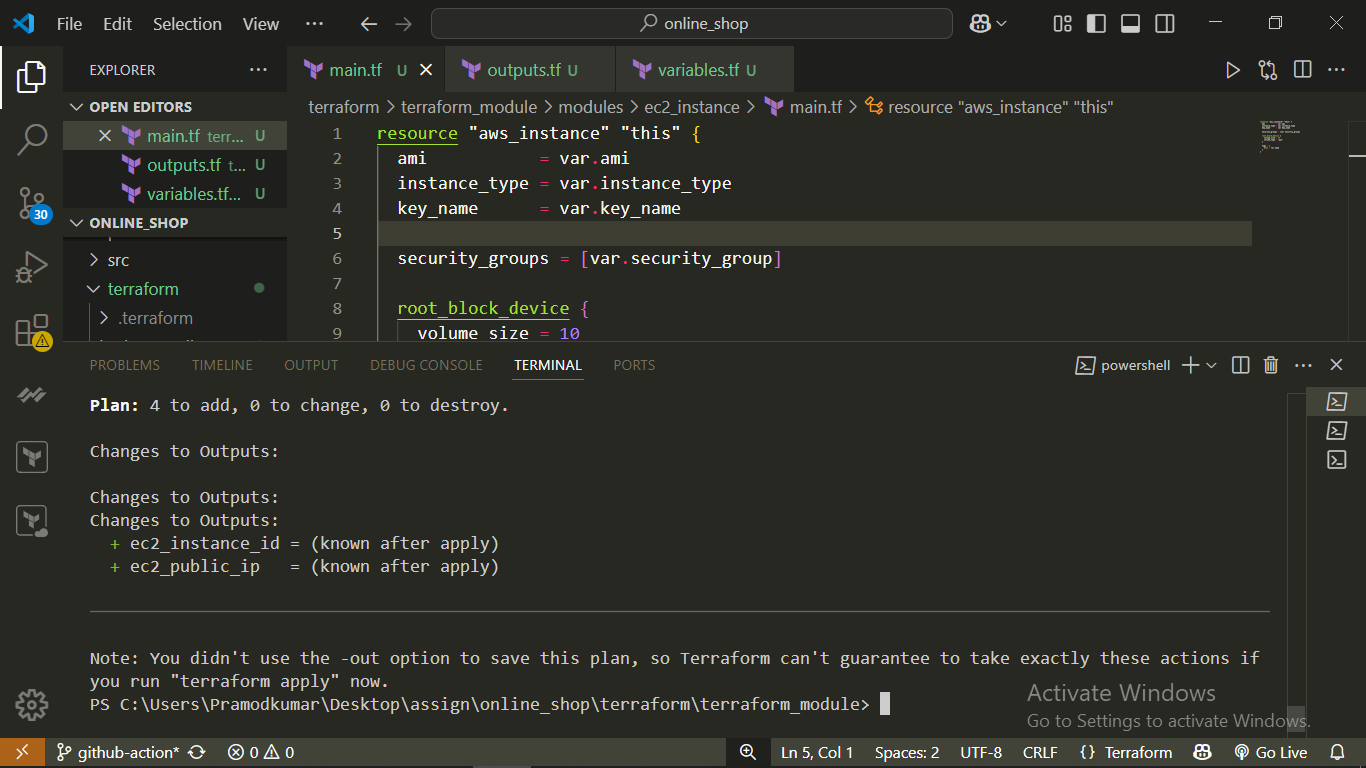 File Edit Selection View ··· online_shop
EXPLORER ···
main.tf U
outputs.tf U
variables.tf U
OPEN EDITORS
main.tf terr... U
outputs.tf t... U
variables.tf... U
ONLINE_SHOP
src
terraform
.terraform
30
terraform > terraform_module > modules > ec2_instance > main.tf > resource "aws_instance" "this"
1 resource "aws_instance" "this" {
2 ami = var.ami
3 instance_type = var.instance_type
4 key_name = var.key_name
5
6 security_groups = [var.security_group]
7
8 root_block_device {
9 volume_size = 10
PROBLEMS TIMELINE OUTPUT DEBUG CONSOLE TERMINAL PORTS
powershell
Plan: 4 to add, 0 to change, 0 to destroy.
Changes to Outputs:
Changes to Outputs:
Changes to Outputs:
+ ec2_instance_id = (known after apply)
+ ec2_public_ip = (known after apply)
Note: You didn't use the -out option to save this plan, so Terraform can't guarantee to take exactly these actions if
you run "terraform apply" now.
PS C:\Users\Pramodkumar\Desktop\assign\online_shop\terraform\terraform_module>
Activate Windows
Go to Settings to activate Windows.
github-action* 0 0 Ln 5, Col 1 Spaces: 2 UTF-8 CRLF {} Terraform Go Live